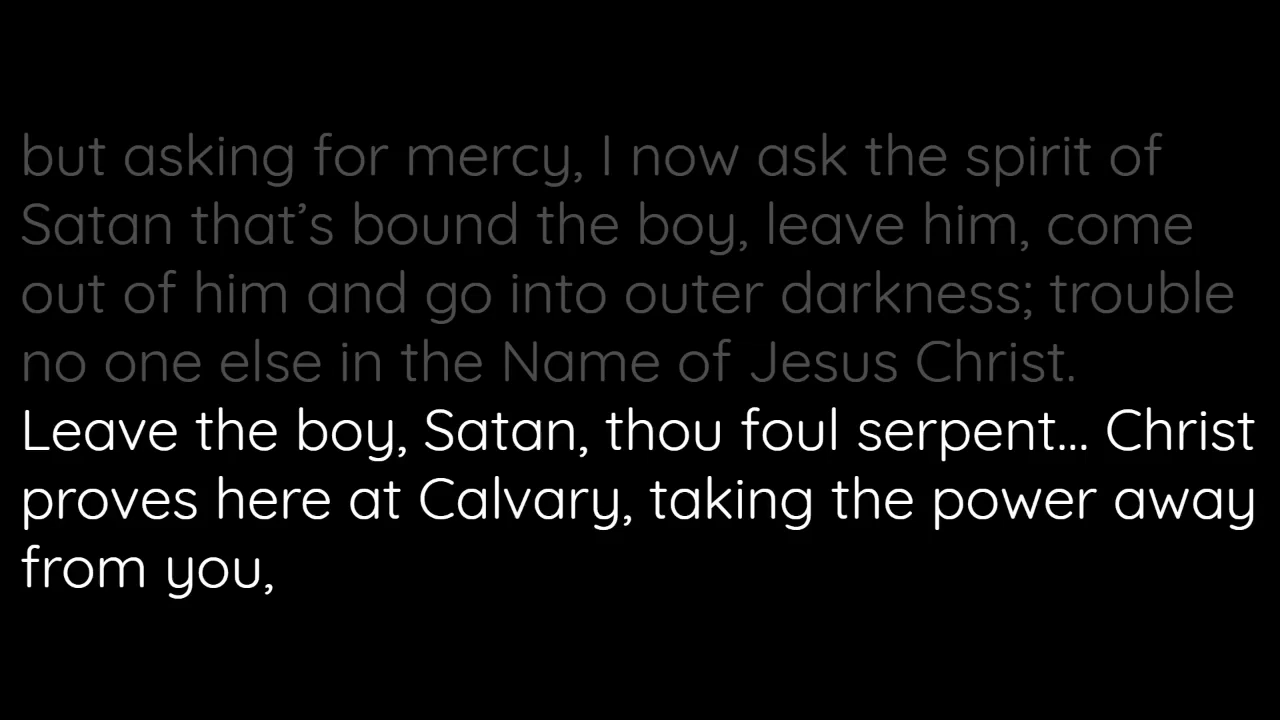 but asking for mercy, I now ask the spirit of
Satan that’s bound the boy, leave him, come
out of him and go into outer darkness; trouble
no one else in the Name of Jesus Christ.
Leave the boy, Satan, thou foul serpent... Christ
proves here at Calvary, taking the power away
from you,